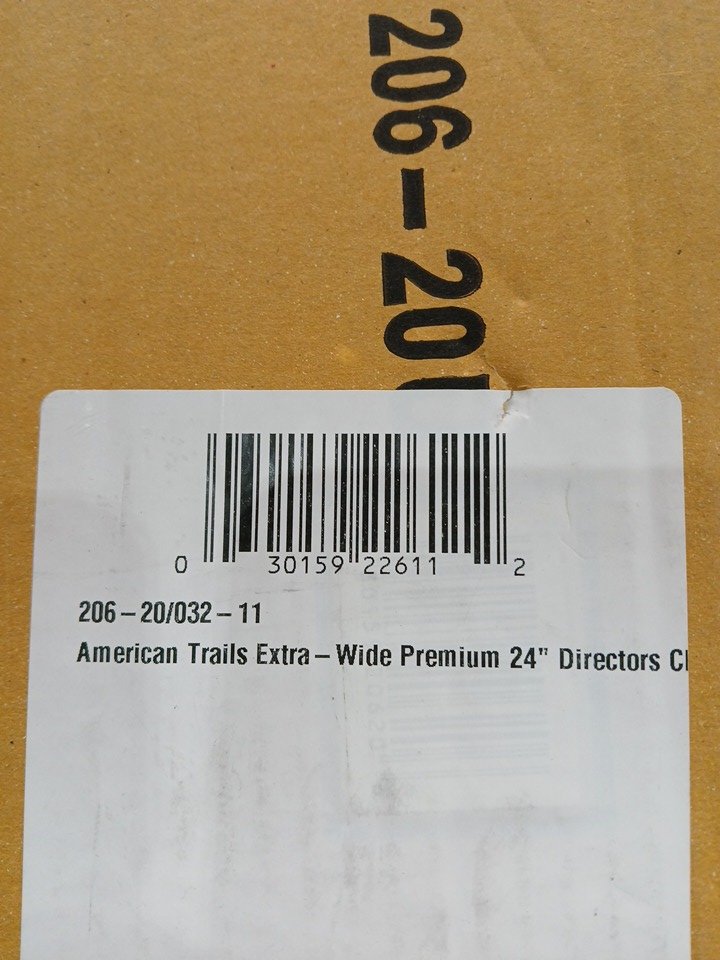 206-20
0 30159 22611 2
206-20/032-11
American Trails Extra-Wide Premium 24" Directors